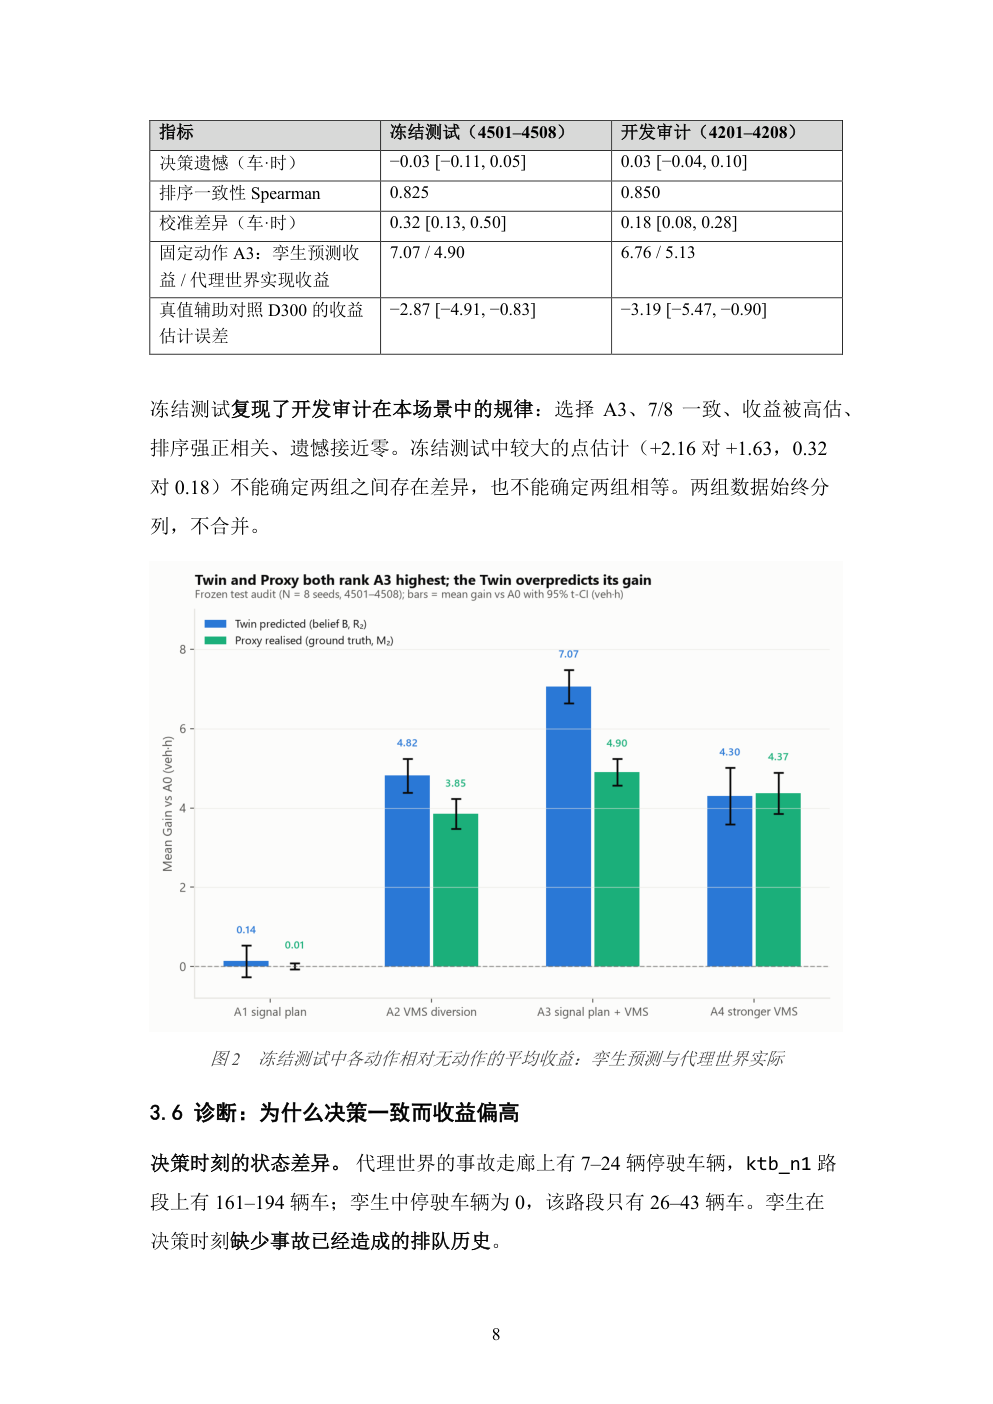 指标 冻结测试（4501–4508） 开发审计（4201–4208）
决策遗憾（车·时） −0.03 [−0.11, 0.05] 0.03 [−0.04, 0.10]
排序一致性 Spearman 0.825 0.850
校准差异（车·时） 0.32 [0.13, 0.50] 0.18 [0.08, 0.28]
固定动作 A3：孪生预测收 7.07 / 4.90 6.76 / 5.13
益 / 代理世界实现收益
真值辅助对照 D300 的收益 −2.87 [−4.91, −0.83] −3.19 [−5.47, −0.90]
估计误差
冻结测试复现了开发审计在本场景中的规律：选择 A3、7/8 一致、收益被高估、
排序强正相关、遗憾接近零。冻结测试中较大的点估计（+2.16 对 +1.63，0.32
对 0.18）不能确定两组之间存在差异，也不能确定两组相等。两组数据始终分
列，不合并。
Twin and Proxy both rank A3 highest; the Twin overpredicts its gain
Frozen test audit (N = 8 seeds, 4501–4508); bars = mean gain vs A0 with 95% t-CI (veh·h)
Twin predicted (belief B, R₂)
Proxy realised (ground truth, M₂)
Mean Gain vs A0 (veh·h)
8
6
4
2
0
0.14
0.01
4.82
3.85
7.07
4.90
4.30
4.37
A1 signal plan
A2 VMS diversion
A3 signal plan + VMS
A4 stronger VMS
图 2 冻结测试中各动作相对无动作的平均收益：孪生预测与代理世界实际
3.6 诊断：为什么决策一致而收益偏高
决策时刻的状态差异。 代理世界的事故走廊上有 7–24 辆停驶车辆，ktb_n1 路
段上有 161–194 辆车；孪生中停驶车辆为 0，该路段只有 26–43 辆车。孪生在
决策时刻缺少事故已经造成的排队历史。
8